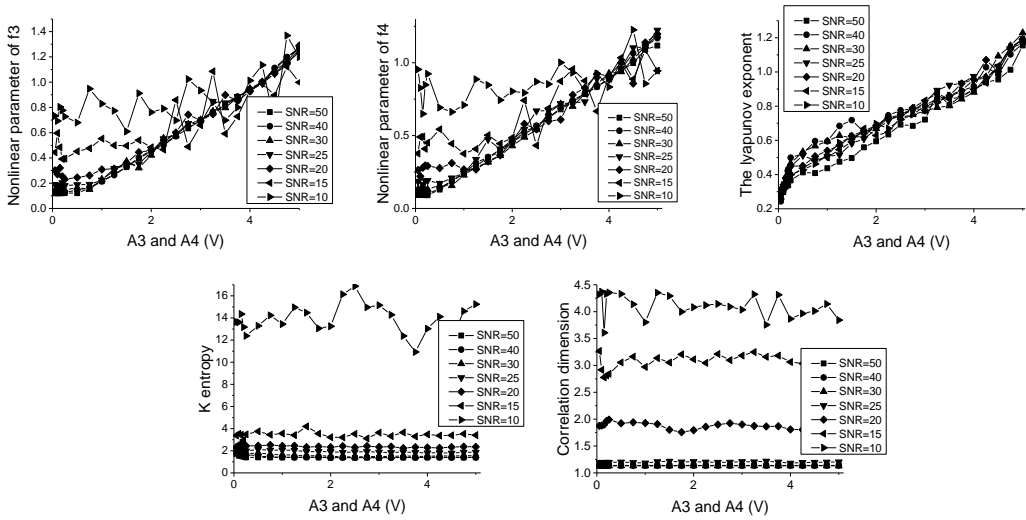 Nonlinear parameter of f3
1.4
1.2
1.0
0.8
0.6
0.4
0.2
0.0
0
2
4
A3 and A4 (V)
SNR=50
SNR=40
SNR=30
SNR=25
SNR=20
SNR=15
SNR=10
Nonlinear parameter of f4
1.0
0.5
0.0
0
2
4
A3 and A4 (V)
SNR=50
SNR=40
SNR=30
SNR=25
SNR=20
SNR=15
SNR=10
The lyapunov exponent
1.2
1.0
0.8
0.6
0.4
0.2
0
2
4
A3 and A4 (V)
SNR=50
SNR=40
SNR=30
SNR=25
SNR=20
SNR=15
SNR=10
K entropy
16
14
12
10
8
6
4
2
0
0
2
4
A3 and A4 (V)
SNR=50
SNR=40
SNR=30
SNR=25
SNR=20
SNR=15
SNR=10
Correlation dimension
4.5
4.0
3.5
3.0
2.5
2.0
1.5
1.0
0
2
4
A3 and A4 (V)
SNR=50
SNR=40
SNR=30
SNR=25
SNR=20
SNR=15
SNR=10